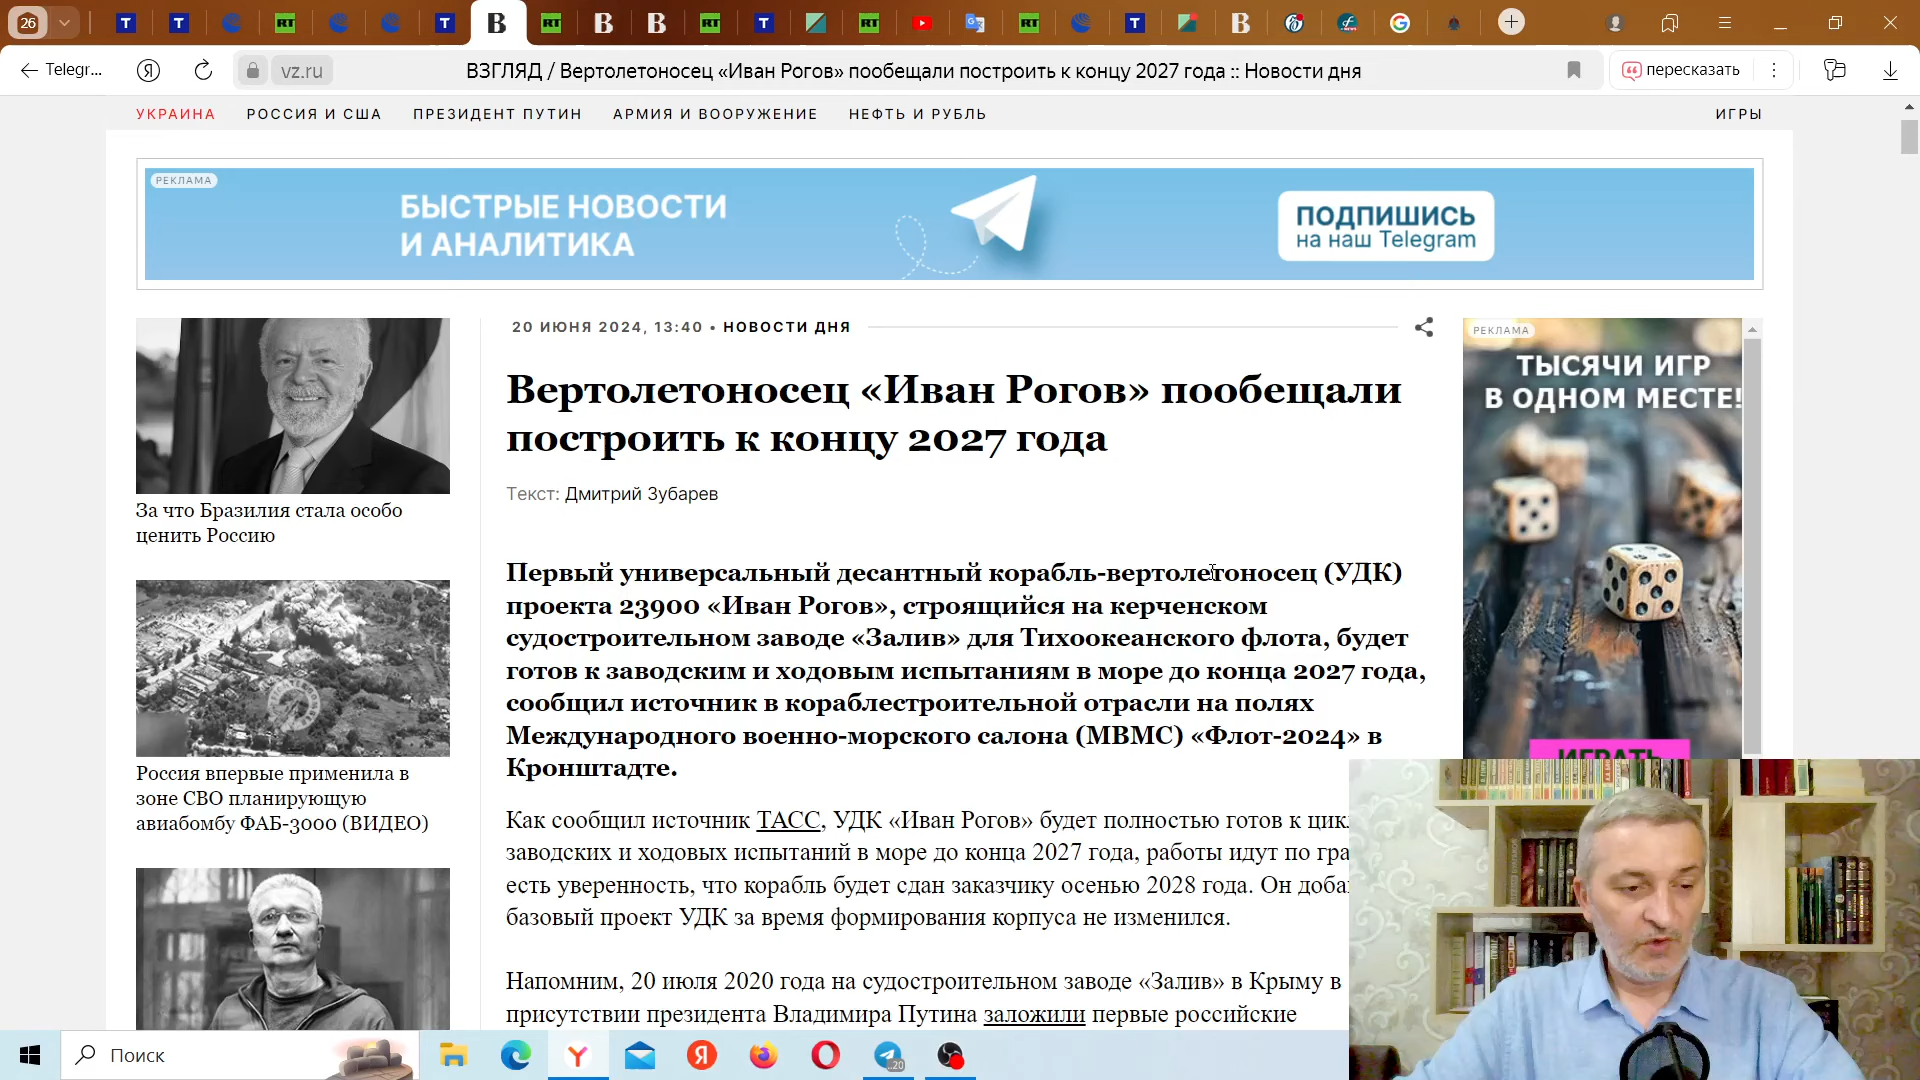 26
Telegr...
vz.ru
ВЗГЛЯД / Вертолетоносец «Иван Рогов» пообещали построить к концу 2027 года :: Новости дня
пересказать
УКРАИНА РОССИЯ И США ПРЕЗИДЕНТ ПУТИН АРМИЯ И ВООРУЖЕНИЕ НЕФТЬ И РУБЛЬ ИГРЫ
РЕКЛАМА
БЫСТРЫЕ НОВОСТИ
И АНАЛИТИКА
ПОДПИШИСЬ
на наш Telegram
За что Бразилия стала особо
ценить Россию
Россия впервые применила в
зоне СВО планирующую
авиабомбу ФАБ-3000 (ВИДЕО)
20 ИЮНЯ 2024, 13:40 • НОВОСТИ ДНЯ
Вертолетоносец «Иван Рогов» пообещали
построить к концу 2027 года
Текст: Дмитрий Зубарев
Первый универсальный десантный корабль-вертолетоносец (УДК)
проекта 23900 «Иван Рогов», строящийся на керченском
судостроительном заводе «Залив» для Тихоокеанского флота, будет
готов к заводским и ходовым испытаниям в море до конца 2027 года,
сообщил источник в кораблестроительной отрасли на полях
Международного военно-морского салона (МВМС) «Флот-2024» в
Кронштадте.
Как сообщил источник ТАСС, УДК «Иван Рогов» будет полностью готов к
заводских и ходовых испытаний в море до конца 2027 года, работы идут по
есть уверенность, что корабль будет сдан заказчику осенью 2028 года. Он
базовый проект УДК за время формирования корпуса не изменился.
Напомним, 20 июля 2020 года на судостроительном заводе «Залив» в Крыму в
присутствии президента Владимира Путина заложили первые российские
РЕКЛАМА
ТЫСЯЧИ ИГР
В ОДНОМ МЕСТЕ!
ИГРАТЬ
Поиск